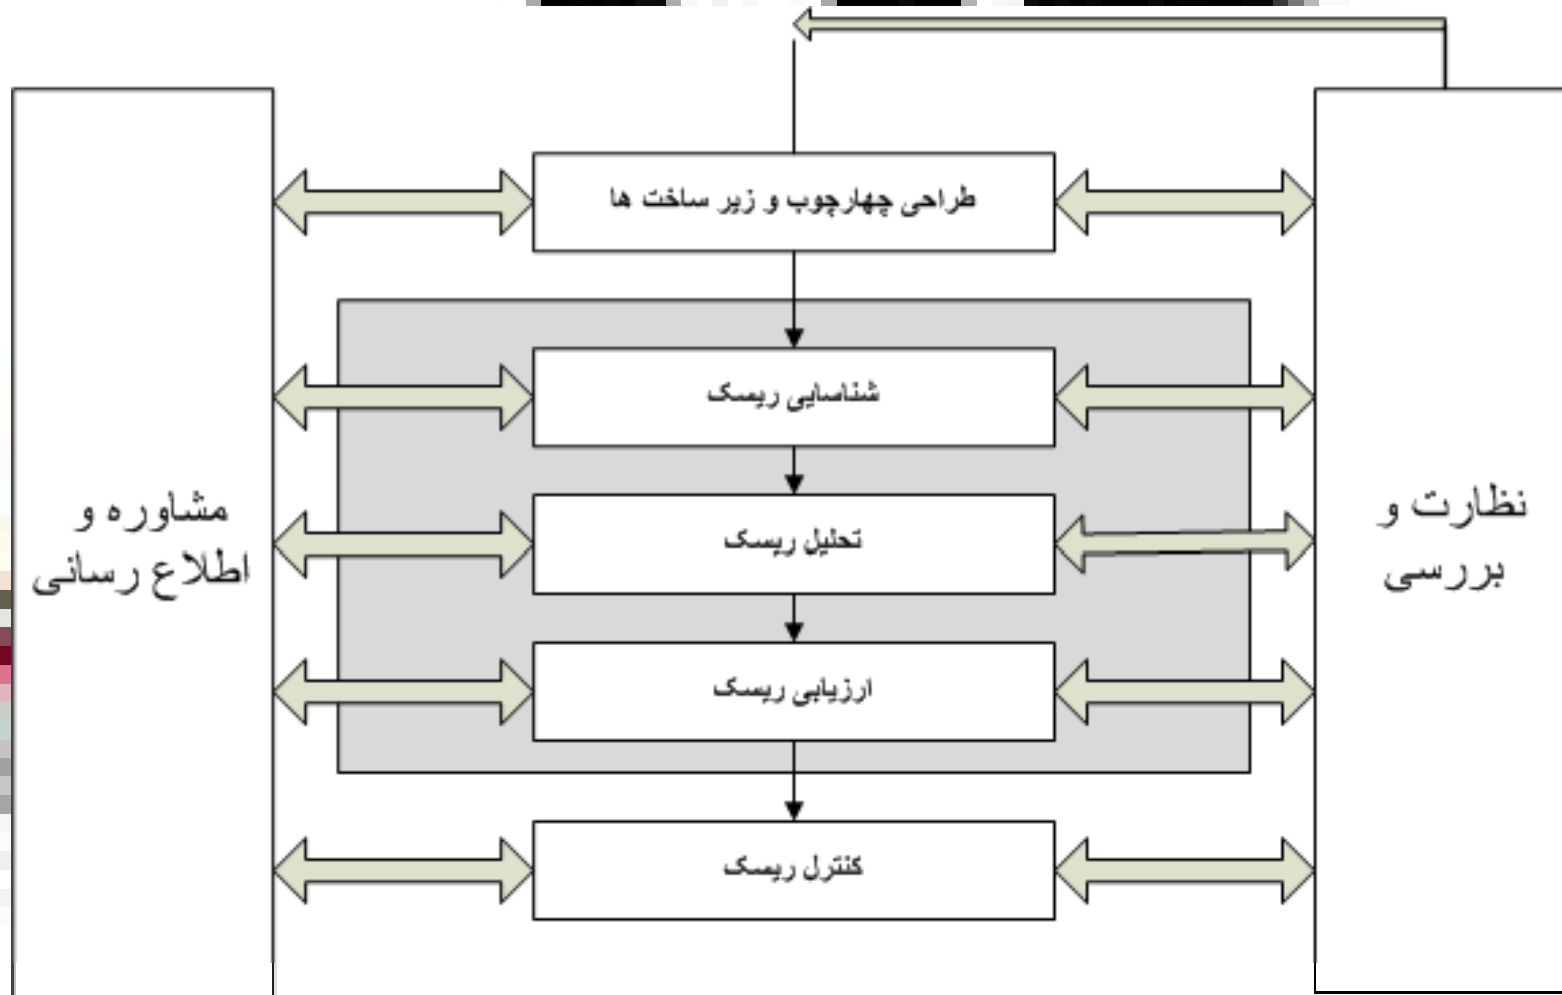 طراحی چهارچوب و زیر ساخت ها
شناسایی ریسک
تحلیل ریسک
ارزیابی ریسک
کنترل ریسک
نظارت و
بررسی
مشاوره و
اطلاع رسانی